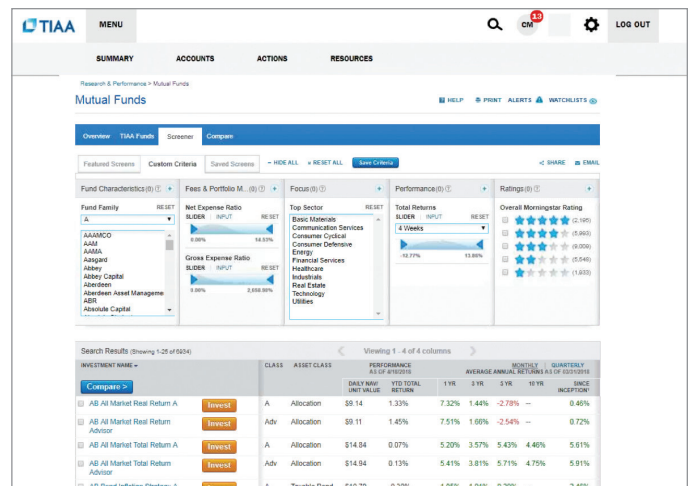 TIAA MENU CM 13 LOG OUT
SUMMARY ACCOUNTS ACTIONS RESOURCES
Research & Performance > Mutual Funds
Mutual Funds HELP PRINT ALERTS WATCHLISTS
Overview TIAA Funds Screener Compare
Featured Screens Custom Criteria Saved Screens - HIDE ALL RESET ALL Save Criteria SHARE EMAIL
Fund Characteristics (0) ? + Fees & Portfolio M... (0) ? + Focus (0) ? + Performance (0) ? + Ratings (0) ? +
Fund Family RESET
A
AAAMCO
AAM
AAMA
Aasgard
Abbey
Abbey Capital
Aberdeen
Aberdeen Asset Manageme
ABR
Absolute Capital
Net Expense Ratio
SLIDER | INPUT RESET
0.00% 14.53%
Gross Expense Ratio
SLIDER | INPUT RESET
0.00%
Top Sector RESET
Basic Materials
Communication Services
Consumer Cyclical
Consumer Defensive
Energy
Financial Services
Healthcare
Industrials
Real Estate
Technology
Utilities
Total Returns
SLIDER | INPUT RESET
4 Weeks
-12.77%
Overall Morningstar Rating
(2,195)
(5,993)
(9,009)
(5,548)
(1,933)
Search Results (Showing 1-25 of 5934) Viewing 1 - 4 of 4 columns
INVESTMENT NAME CLASS ASSET CLASS PERFORMANCE MONTHLY | QUARTERLY
AS OF 4/10/2018 AVERAGE ANNUAL RETURNS AS OF 03/31/2018
Compare > DAILY NAV/ YTD TOTAL 1 YR 3 YR 10 YR SINCE
UNIT VALUE RETURN INCEPTION
AB All Market Real Return A Invest A Allocation $9.14 1.33% 7.32% 1.44% -2.78% -- 0.46%
AB All Market Real Return Invest Adv Allocation $9.11 1.45% 7.51% 1.66% -2.54% -- 0.72%
Advisor
AB All Market Total Return A Invest A Allocation $14.84 0.07% 5.20% 3.57% 5.43% 4.46% 5.61%
AB All Market Total Return Invest Adv Allocation $14.94 0.13% 5.41% 3.81% 5.71% 4.75% 5.91%
Advisor